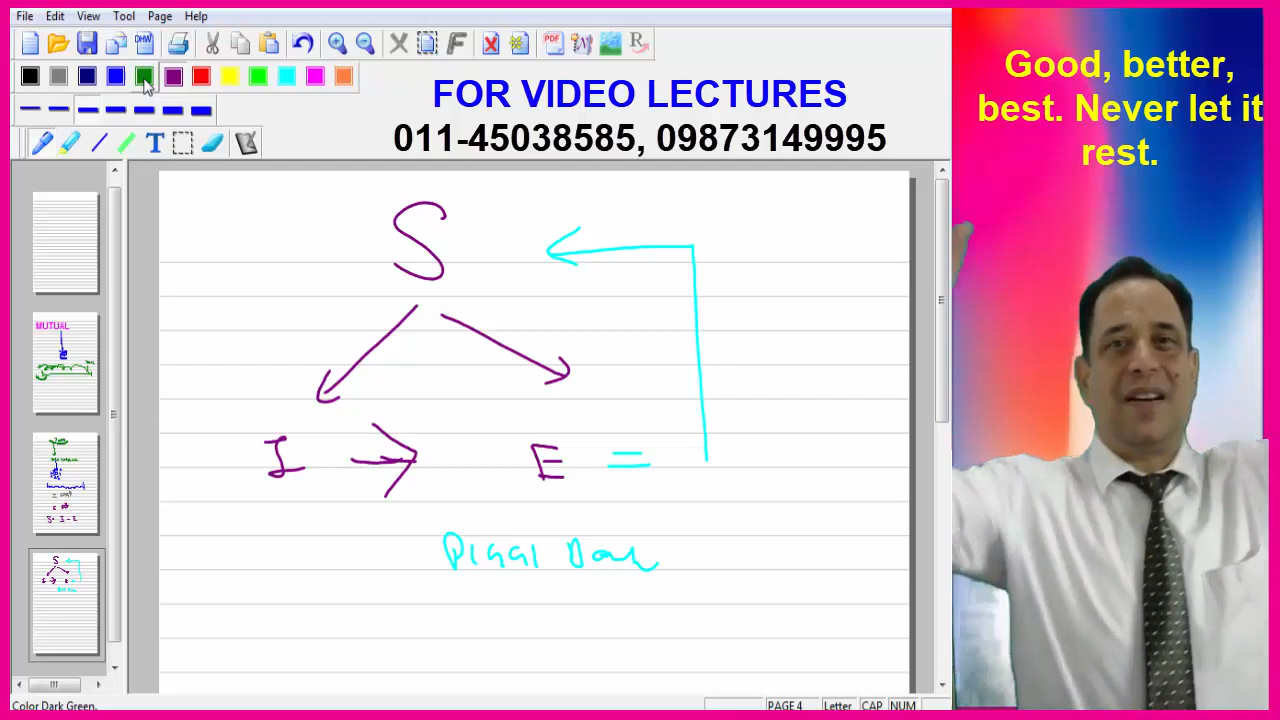 File Edit View Tool Page Help
FOR VIDEO LECTURES
011-45038585, 09873149995
Good, better,
best. Never let it
rest.
MUTUAL
S
I → E =
Color Dark Green.
PAGE 4 Letter CAP NUM